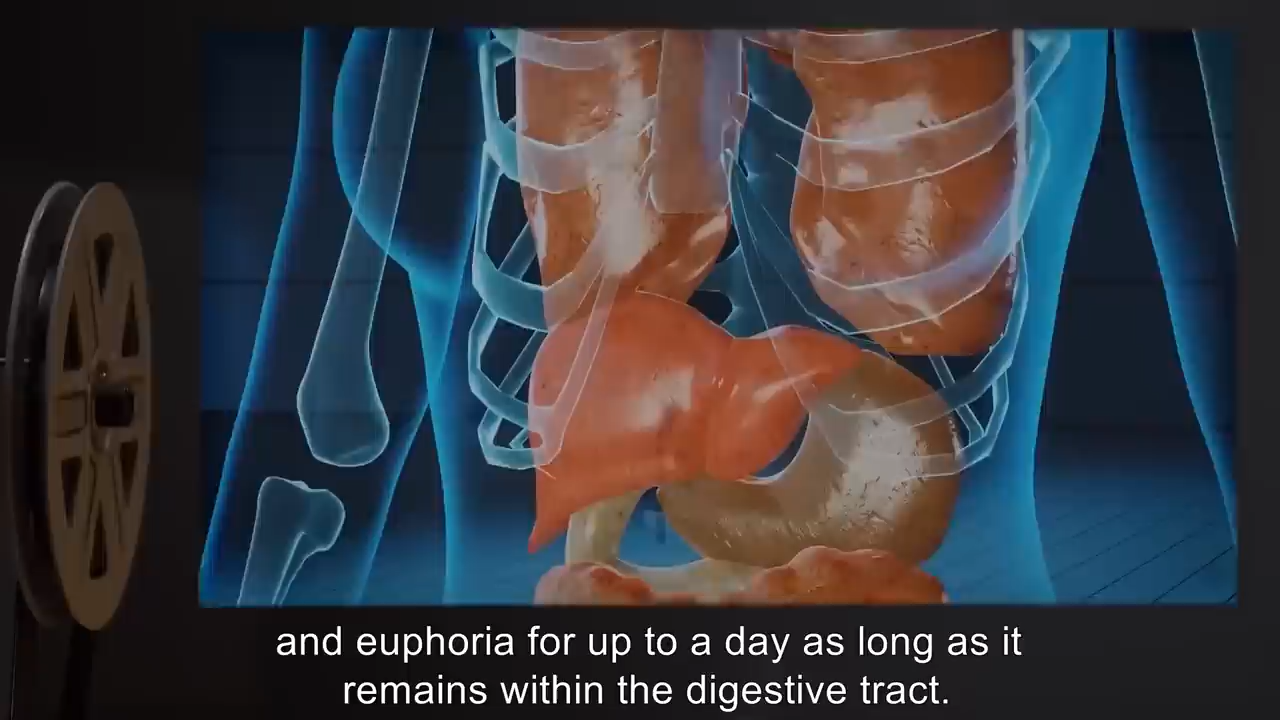 and euphoria for up to a day as long as it
remains within the digestive tract.